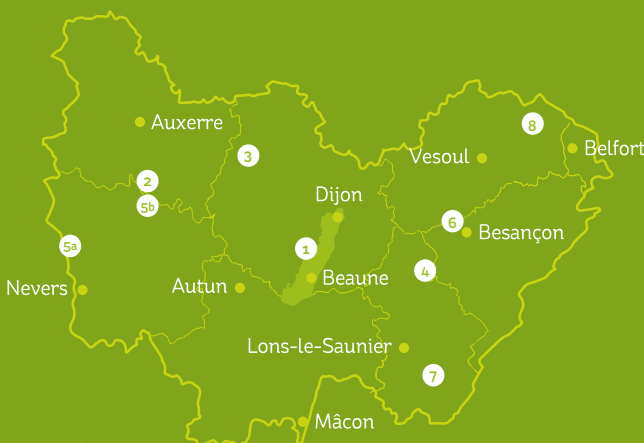 Auxerre
8
Belfort
3
Vesoul
2
Dijon
5b
6
Besançon
5a
1
4
Beaune
Nevers
Autun
Lons-le-Saunier
7
Mâcon